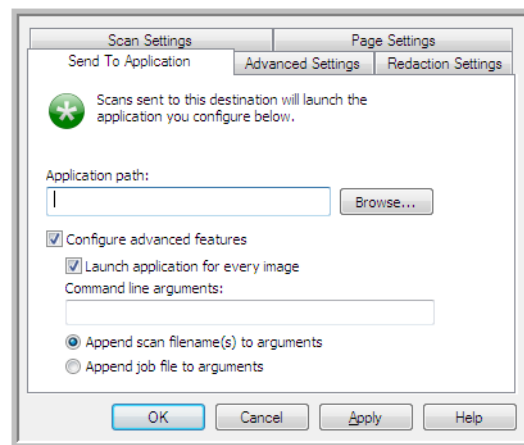 Scan Settings
Page Settings
Send To Application
Advanced Settings
Redaction Settings
Scans sent to this destination will launch the
application you configure below.
Application path:
Browse...
Configure advanced features
Launch application for every image
Command line arguments:
Append scan filename(s) to arguments
Append job file to arguments
OK
Cancel
Apply
Help